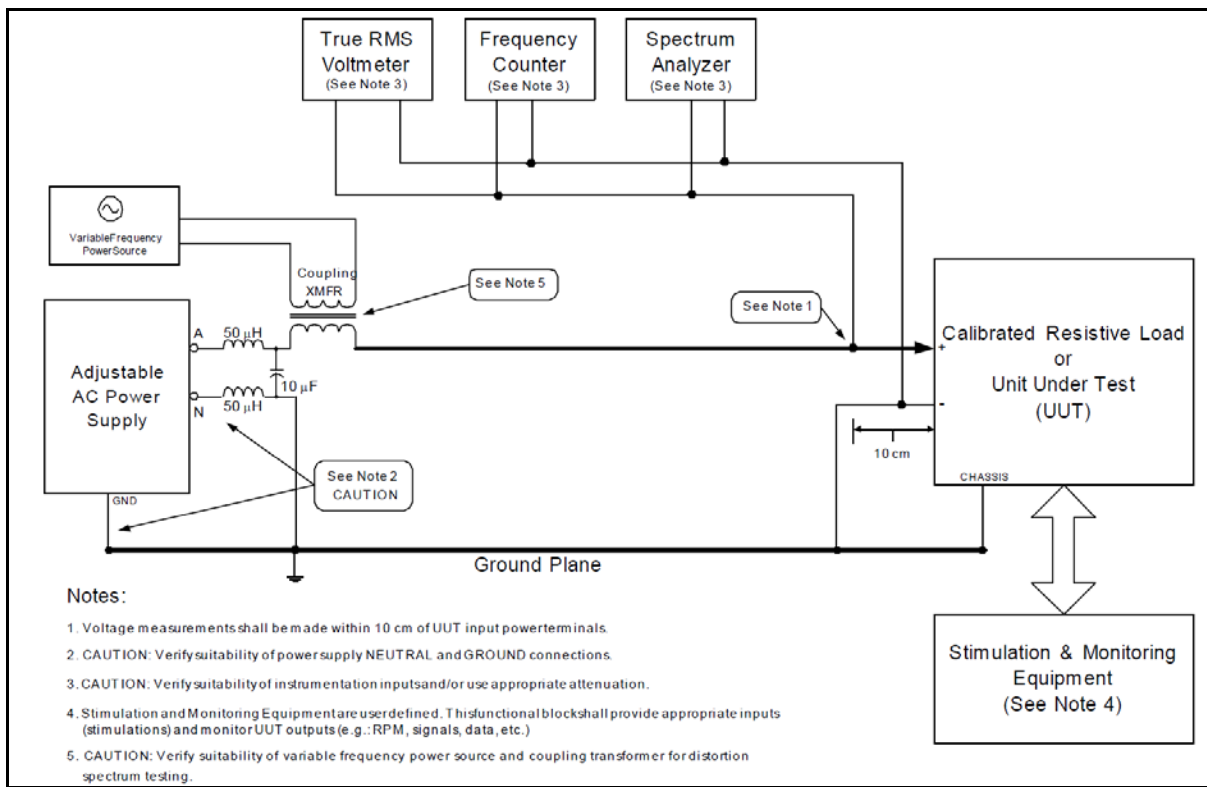 True RMS
Voltmeter
(See Note 3)
Frequency
Counter
(See Note 3)
Spectrum
Analyzer
(See Note 3)
VariableFrequency
PowerSource
Coupling
XMFR
See Note 5
See Note 1
A
50 µH
10 µF
N
50 µH
Adjustable
AC Power
Supply
GND
See Note 2
CAUTION
+
-
Calibrated Resistive Load
or
Unit Under Test
(UUT)
10 cm
CHASSIS
Ground Plane
Stimulation & Monitoring
Equipment
(See Note 4)
Notes:
1. Voltage measurements shall be made within 10 cm of UUT input powerterminals.
2. CAUTION: Verify suitability of power supply NEUTRAL and GROUND connections.
3. CAUTION: Verify suitability of instrumentation inputsand/or use appropriate attenuation.
4. Stimulation and Monitoring Equipment are userdefined. Thisfunctional blockshall provide appropriate inputs
(stimulations) and monitor UUT outputs (e.g.: RPM, signals, data, etc.)
5. CAUTION: Verify suitability of variable frequency power source and coupling transformer for distortion
spectrum testing.